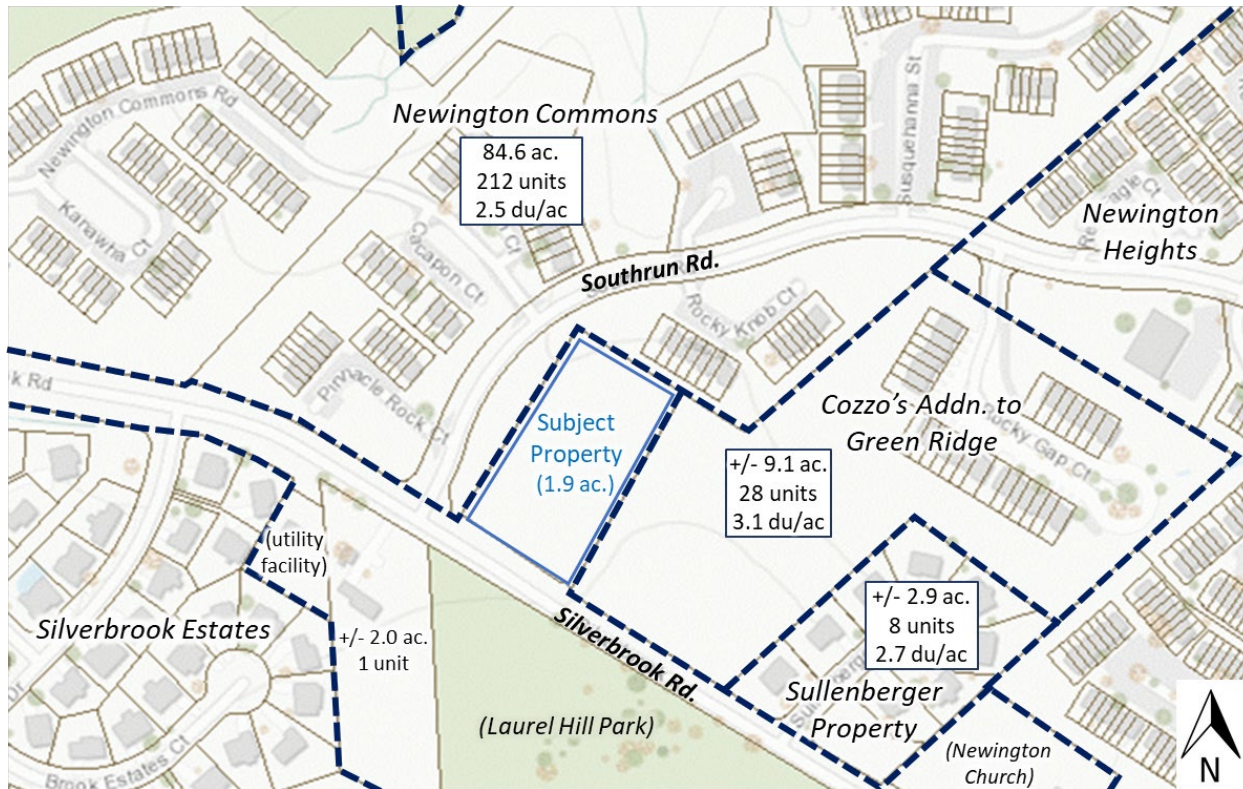 Newington Commons
84.6 ac.
212 units
2.5 du/ac
Newington Commons Rd
Kanawha Ct
Cacapon Ct
Pinnacle Rock Ct
Southrun Rd.
Rocky Knob Ct
Susquehanna St
Newington
Heights
Subject
Property
(1.9 ac.)
Cozzo's Addn. to
Green Ridge
+/- 9.1 ac.
28 units
3.1 du/ac
Rocky Gap Ct
k Rd
(utility
facility)
Silverbrook Estates
+/- 2.0 ac.
1 unit
Silverbrook Rd.
+/- 2.9 ac.
8 units
2.7 du/ac
Sullenberger
Property
(Laurel Hill Park)
(Newington
Church)
Brook Estates Ct
N